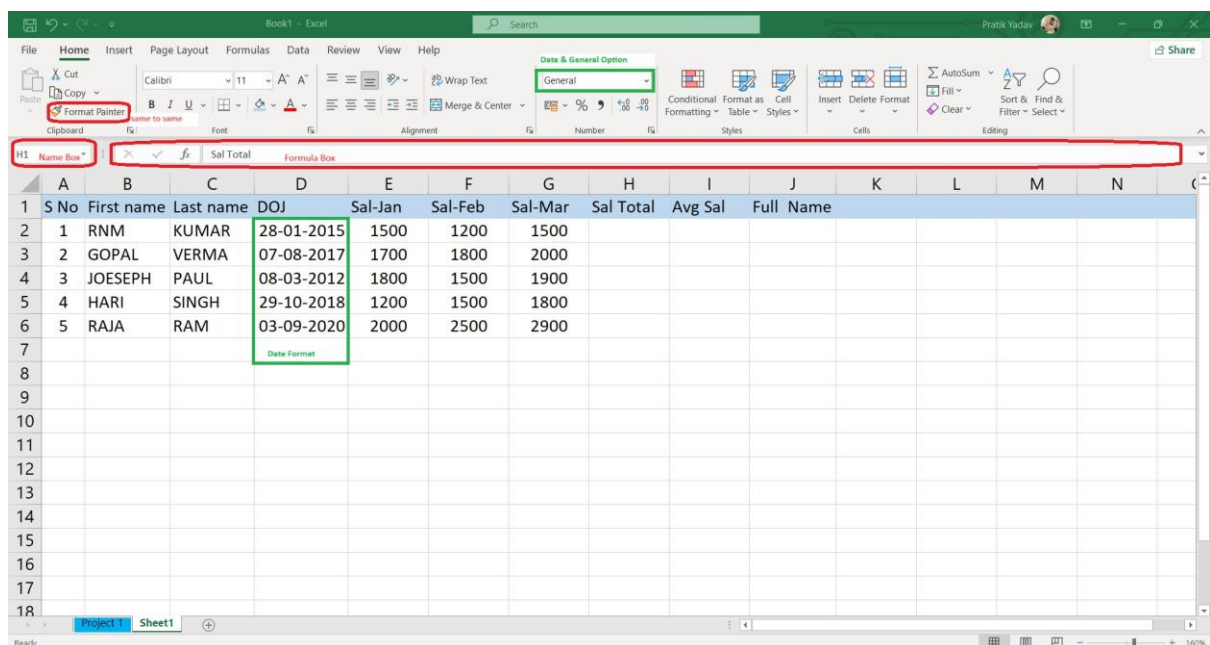 Book1 - Excel Search Pratik Yadav
File Home Insert Page Layout Formulas Data Review View Help Share
Date & General Option
Cut Calibri 11 Wrap Text General AutoSum
Paste Copy Fill
Format Painter B I U Merge & Center % Conditional Formatting Format as Table Cell Styles Insert Delete Format Clear Sort & Filter Find & Select
same to same
Clipboard Font Alignment Number Styles Cells Editing
H1 Name Box fx Sal Total Formula Box
A B C D E F G H I J K L M N
1 S No First name Last name DOJ Sal-Jan Sal-Feb Sal-Mar Sal Total Avg Sal Full Name
2 1 RNM KUMAR 28-01-2015 1500 1200 1500
3 2 GOPAL VERMA 07-08-2017 1700 1800 2000
4 3 JOESEPH PAUL 08-03-2012 1800 1500 1900
5 4 HARI SINGH 29-10-2018 1200 1500 1800
6 5 RAJA RAM 03-09-2020 2000 2500 2900
7 Date Format
8
9
10
11
12
13
14
15
16
17
18
Project 1 Sheet1
Ready 160%